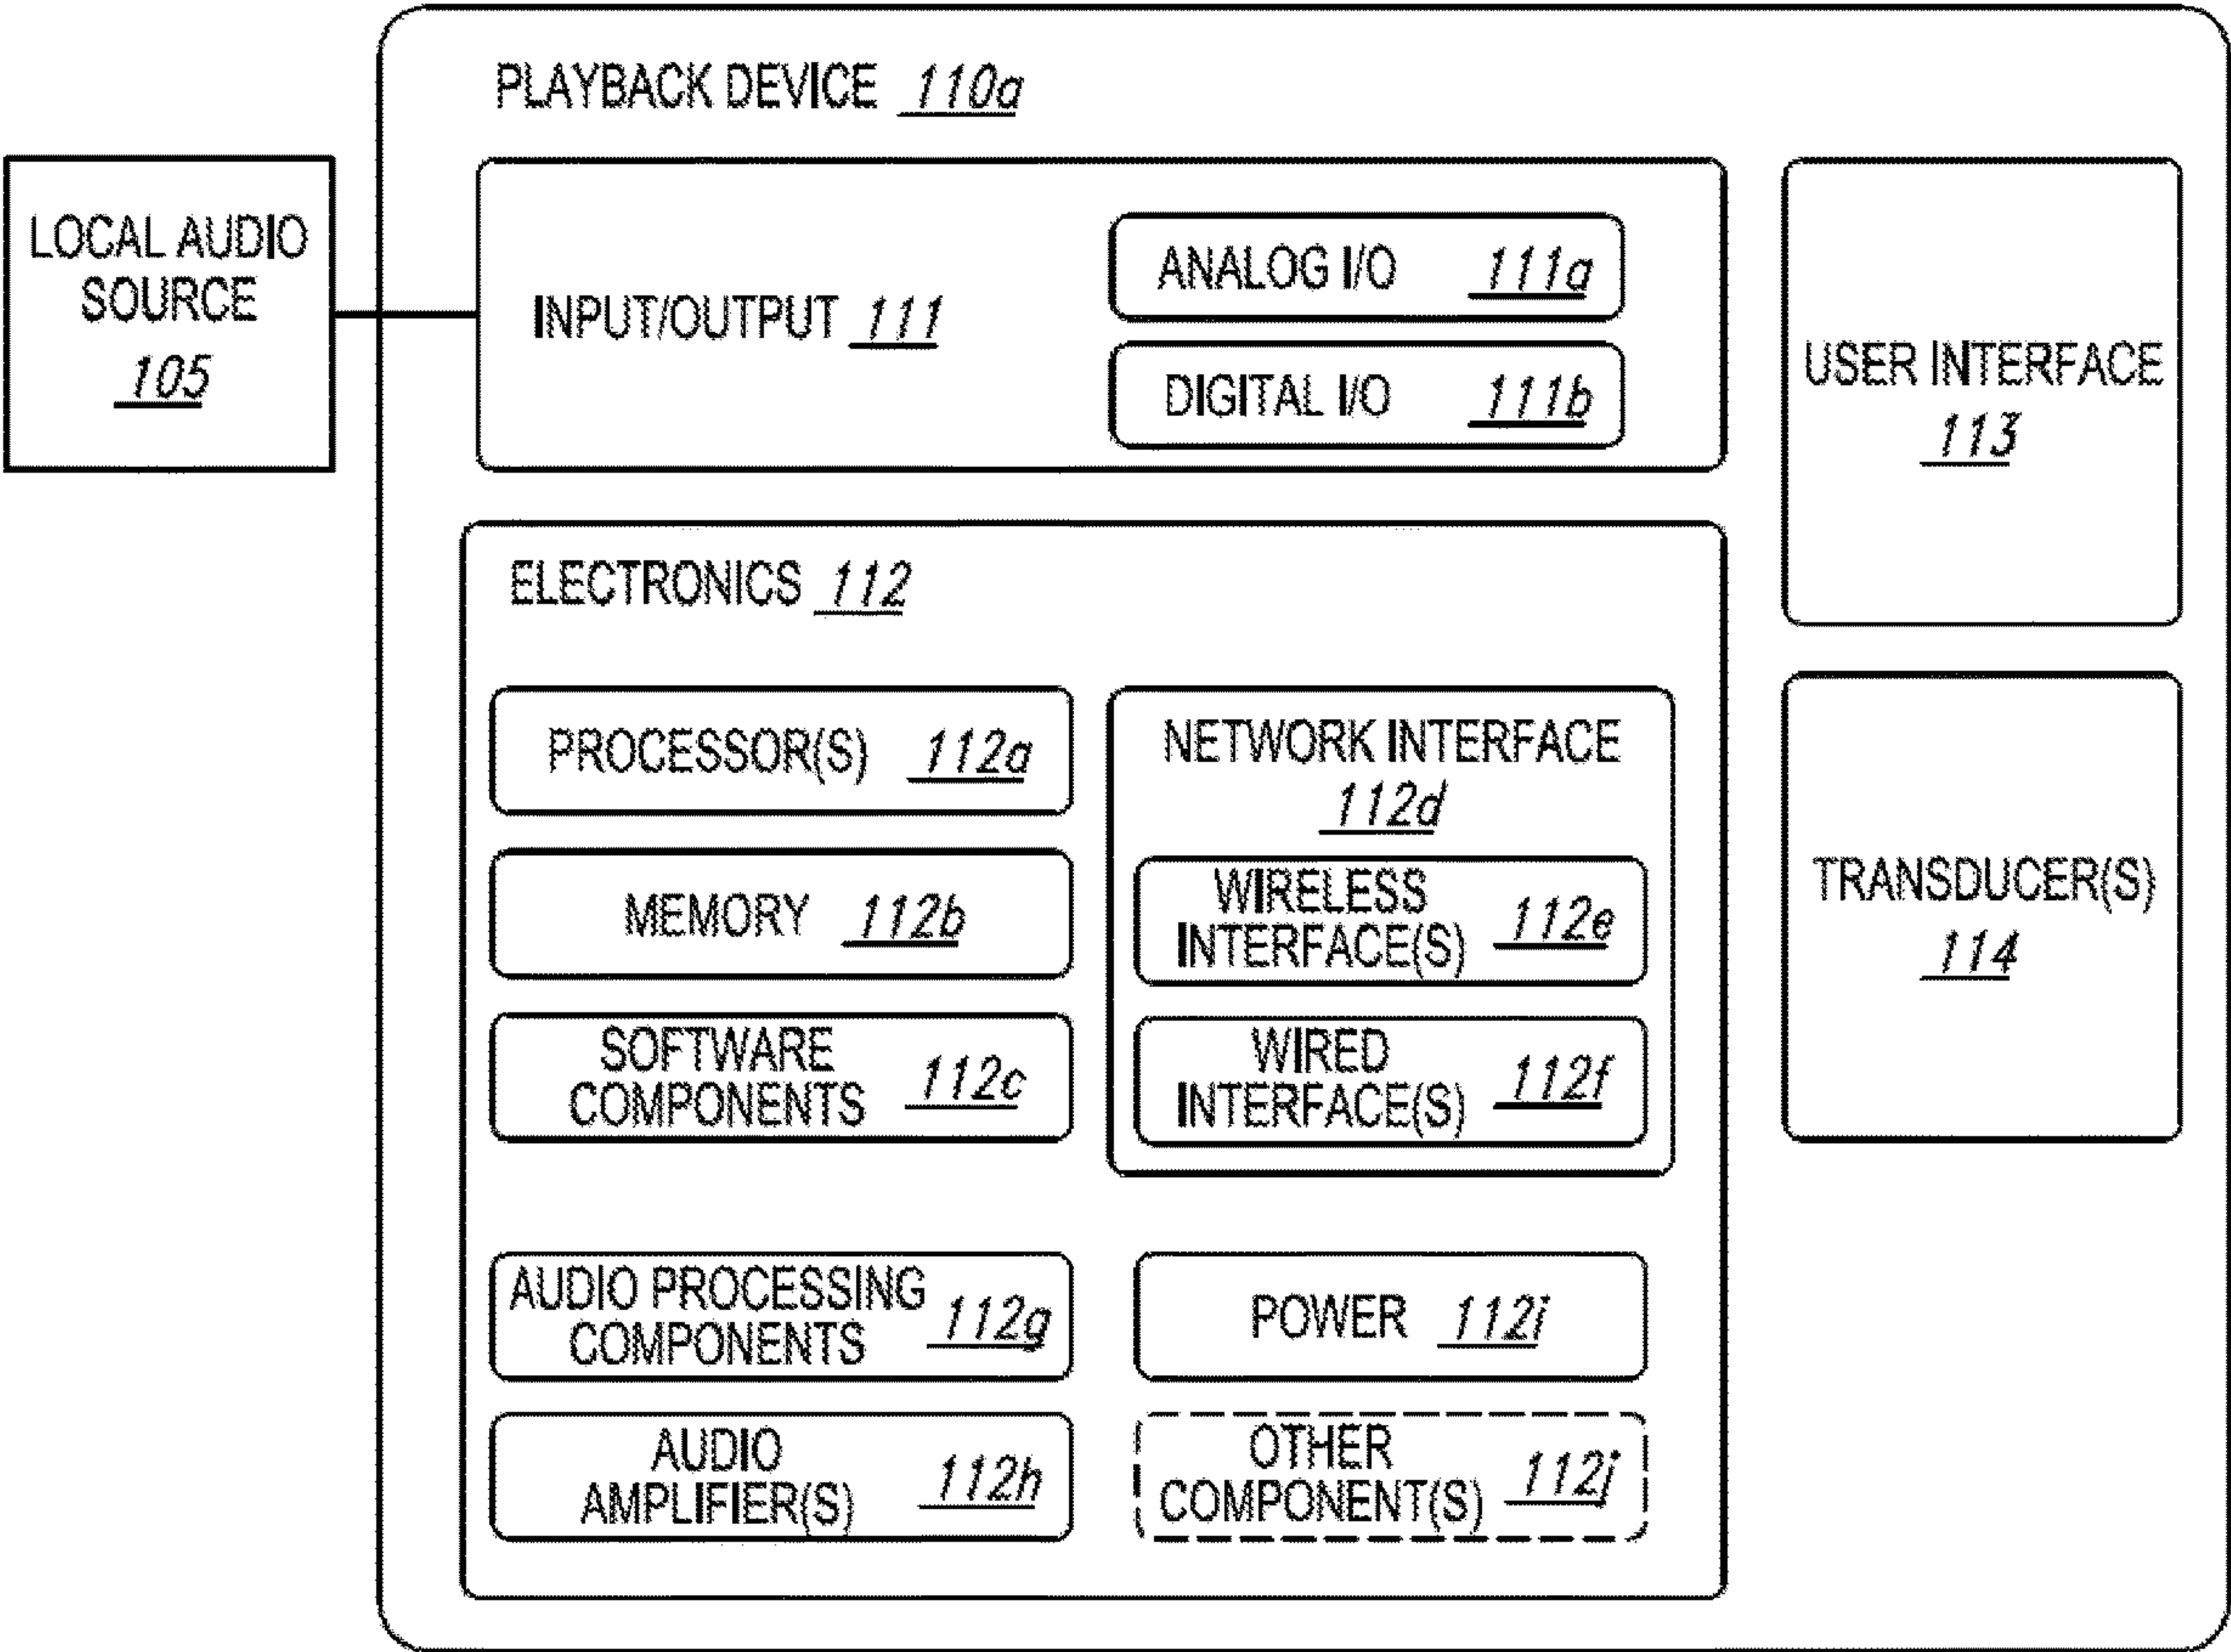 PLAYBACK DEVICE 110a
LOCAL AUDIO
SOURCE
105
INPUT/OUTPUT 111
ANALOG I/O 111a
DIGITAL I/O 111b
USER INTERFACE
113
ELECTRONICS 112
PROCESSOR(S) 112a
MEMORY 112b
SOFTWARE
COMPONENTS 112c
NETWORK INTERFACE
112d
WIRELESS
INTERFACE(S) 112e
WIRED
INTERFACE(S) 112f
TRANSDUCER(S)
114
AUDIO PROCESSING
COMPONENTS 112g
POWER 112i
AUDIO
AMPLIFIER(S) 112h
OTHER
COMPONENT(S) 112j